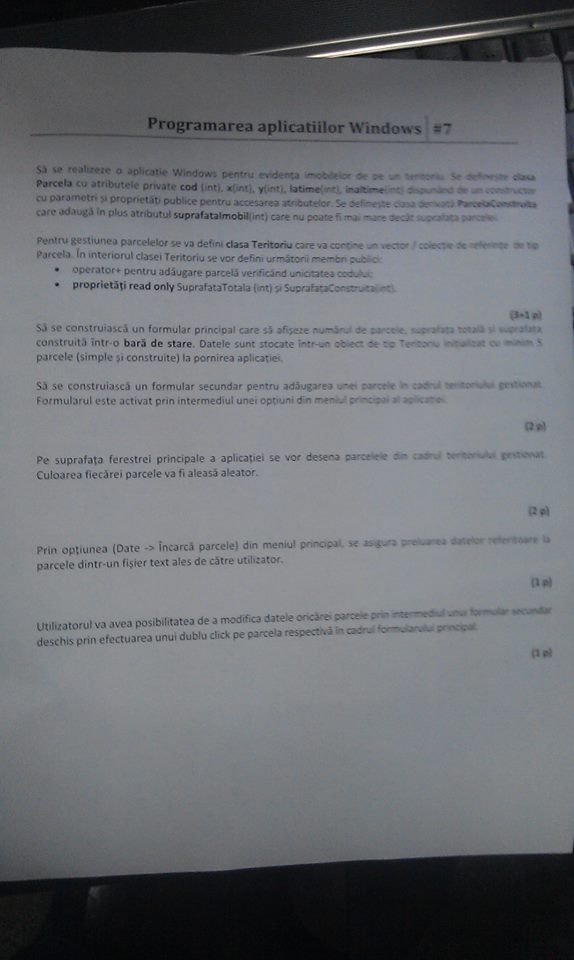 Programarea aplicatiilor Windows #7
Să se realizeze o aplicație Windows pentru evidența imobilelor de pe un teritoriu. Se definește clasa
Parcela cu atributele private cod (int), x(int), y(int), latime(int), inaltime(int) dispunând de un constructor
cu parametri și proprietăți publice pentru accesarea atributelor. Se definește clasa derivată ParcelaConstruita
care adaugă în plus atributul suprafataImobil(int) care nu poate fi mai mare decât suprafața parcelei.
Pentru gestiunea parcelelor se va defini clasa Teritoriu care va conține un vector / colecție de referințe de tip
Parcela. În interiorul clasei Teritoriu se vor defini următorii membri publici:
• operator+ pentru adăugare parcelă verificând unicitatea codului;
• proprietăți read only SuprafataTotala (int) și SuprafațaConstruita(int).
(3+1 p)
Să se construiască un formular principal care să afișeze numărul de parcele, suprafața totală și suprafața
construită într-o bară de stare. Datele sunt stocate într-un obiect de tip Teritoriu inițializat cu minim 5
parcele (simple și construite) la pornirea aplicației.
Să se construiască un formular secundar pentru adăugarea unei parcele în cadrul teritoriului gestionat.
Formularul este activat prin intermediul unei opțiuni din meniul principal al aplicației.
(2 p)
Pe suprafața ferestrei principale a aplicației se vor desena parcelele din cadrul teritoriului gestionat.
Culoarea fiecărei parcele va fi aleasă aleator.
(2 p)
Prin opțiunea (Date -> Încarcă parcele) din meniul principal, se asigura preluarea datelor referitoare la
parcele dintr-un fișier text ales de către utilizator.
(1 p)
Utilizatorul va avea posibilitatea de a modifica datele oricărei parcele prin intermediul unui formular secundar
deschis prin efectuarea unui dublu click pe parcela respectivă în cadrul formularului principal.
(1 p)